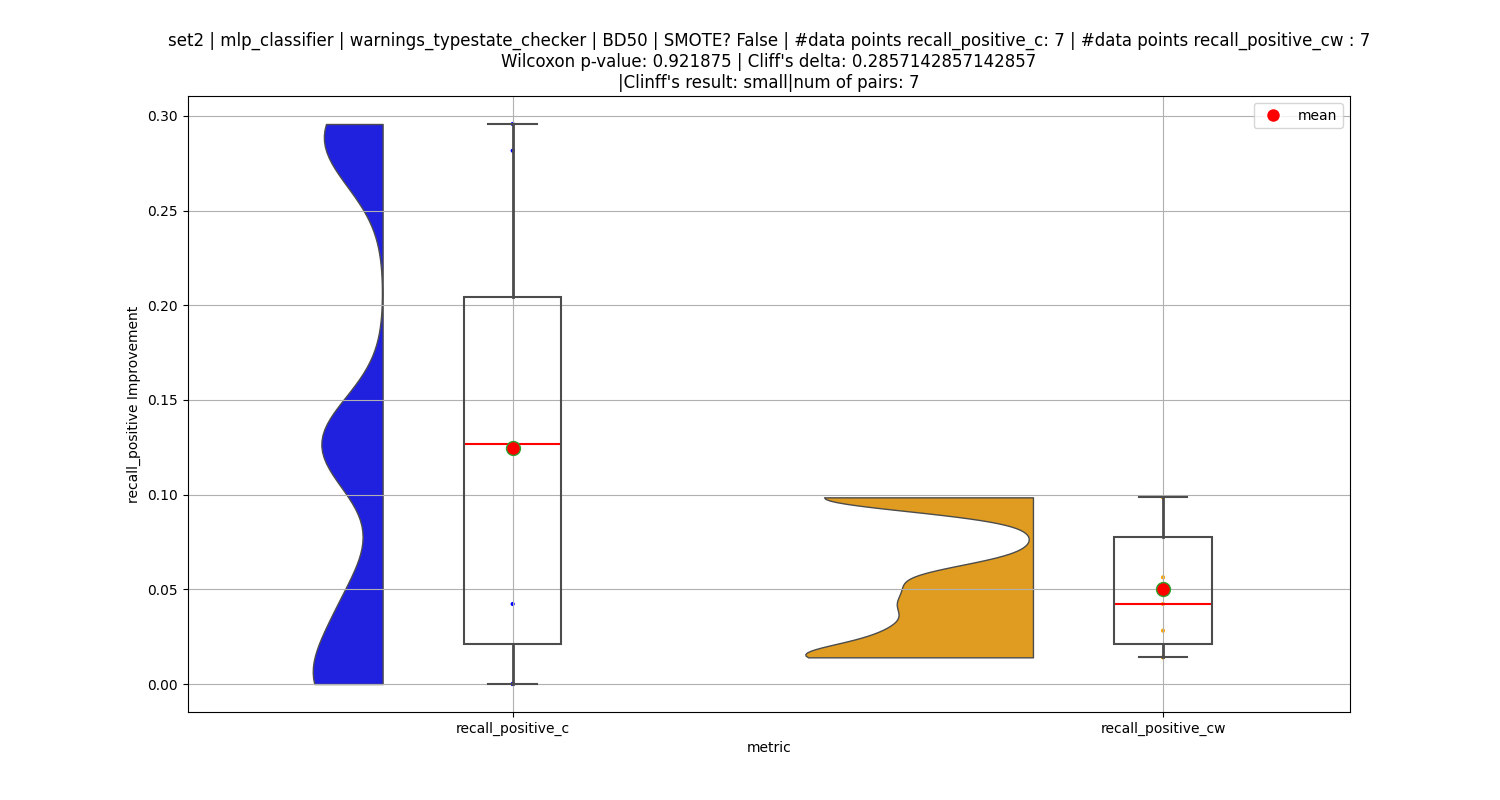 set2 | mlp_classifier | warnings_typestate_checker | BD50 | SMOTE? False | #data points recall_positive_c: 7 | #data points recall_positive_cw : 7
Wilcoxon p-value: 0.921875 | Cliff's delta: 0.2857142857142857
|Clinff's result: small|num of pairs: 7
mean
0.30
0.25
0.20
0.15
0.10
0.05
0.00
recall_positive Improvement
recall_positive_c
recall_positive_cw
metric